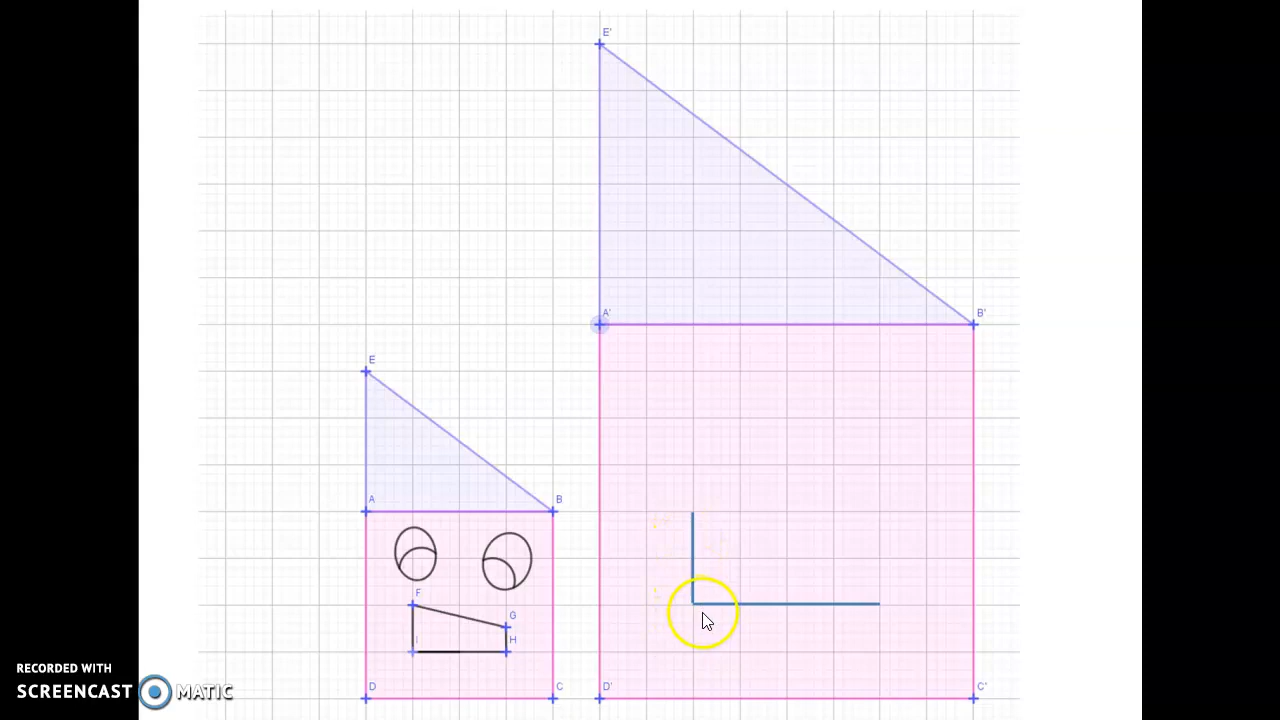 E'
A'
B'
E
A
B
F
G
I
H
D
C
D'
C'
RECORDED WITH
SCREENCAST MATIC